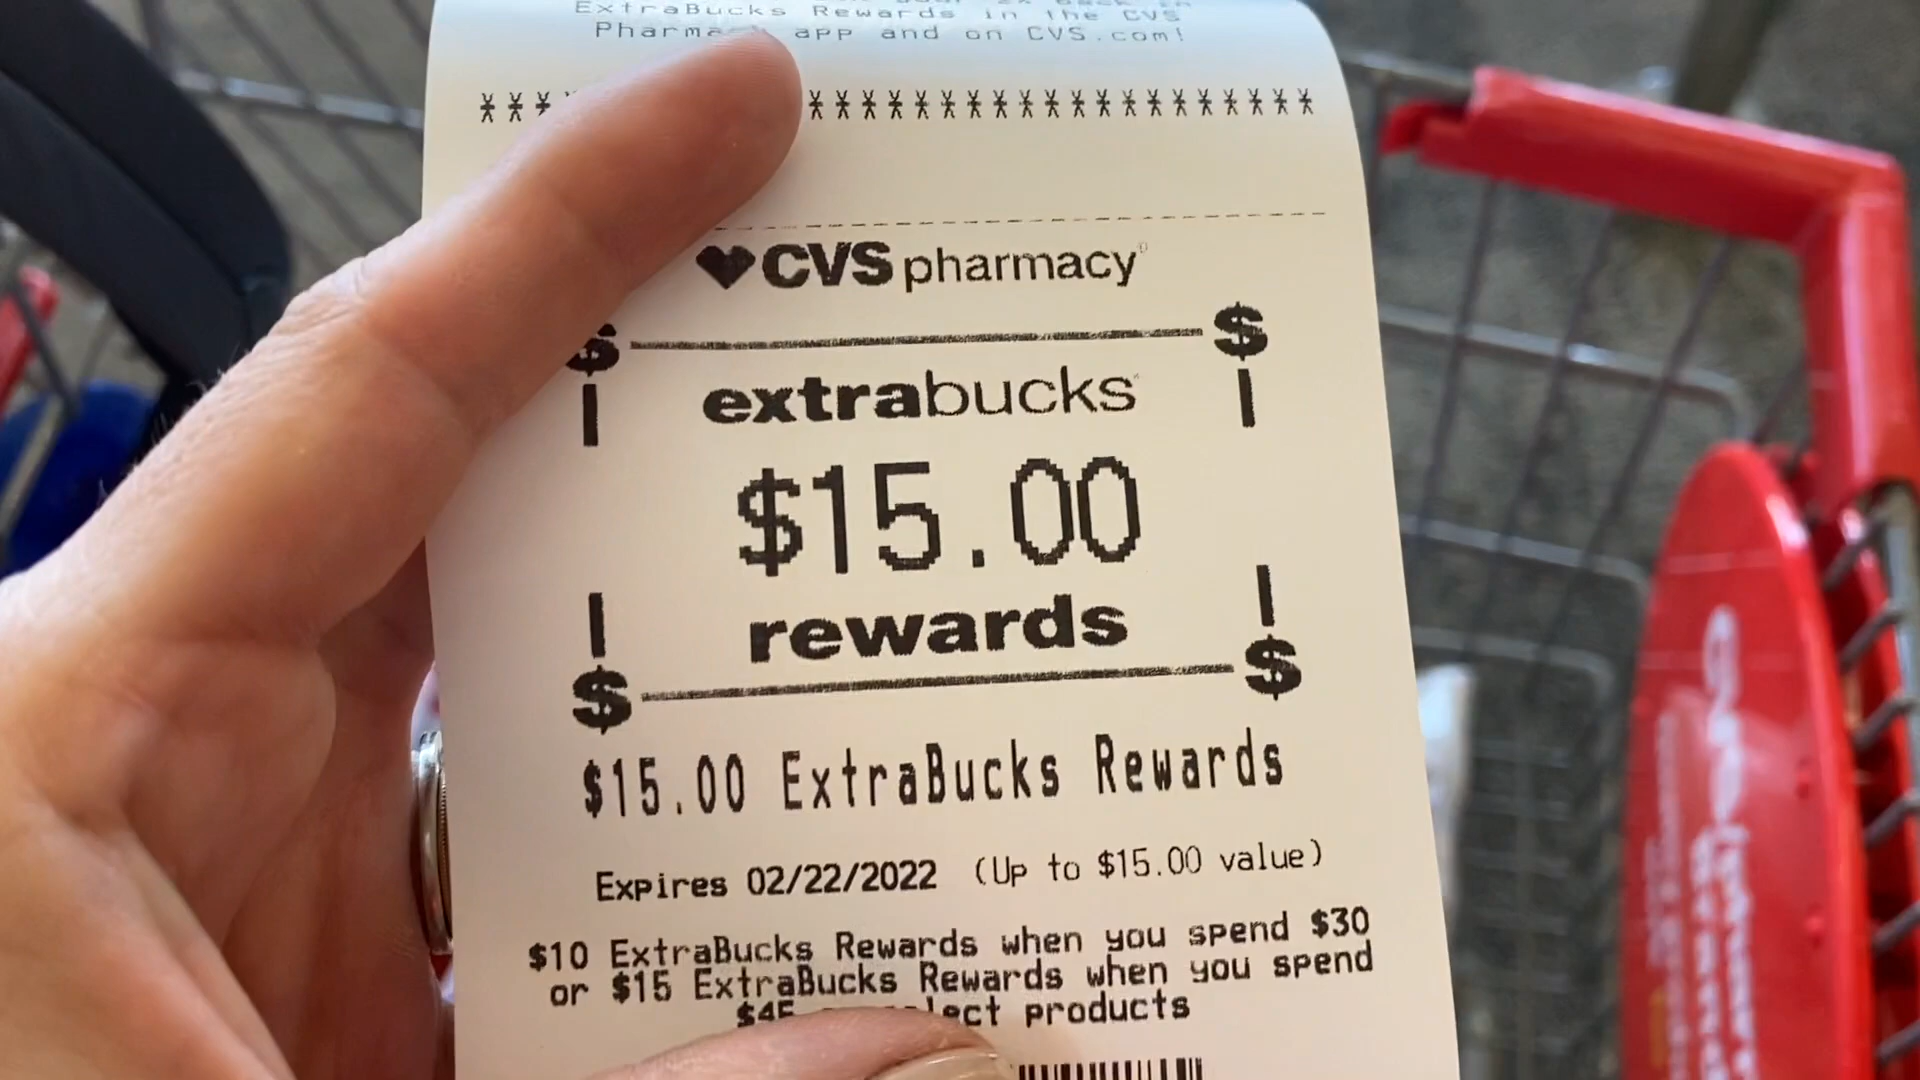 ExtraBucks Rewards in the CVS
app and on CVS.com!
CVS pharmacy
$ $
extrabucks
$15.00
rewards
$ $
$15.00 ExtraBucks Rewards
Expires 02/22/2022 (Up to $15.00 value)
$10 ExtraBucks Rewards when you spend $30
or $15 ExtraBucks Rewards when you spend
products